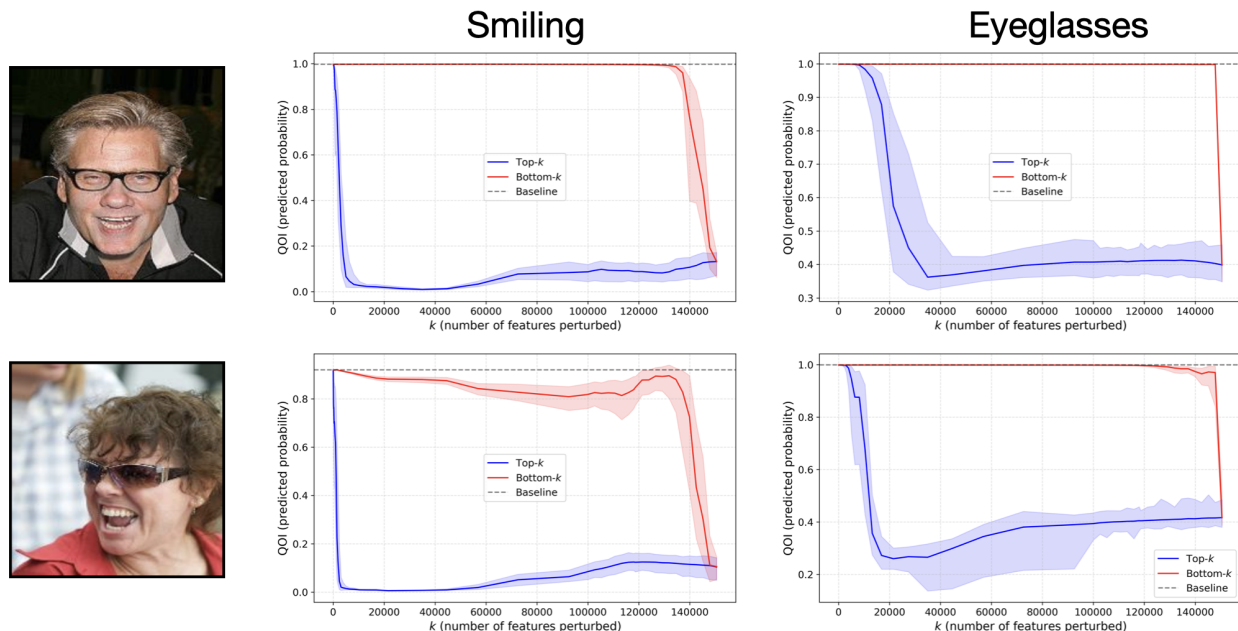 Smiling
Eyeglasses
QOI (predicted probability)
1.0
0.8
0.6
0.4
0.2
0.0
Top-k
Bottom-k
Baseline
0 20000 40000 60000 80000 100000 120000 140000
k (number of features perturbed)
QOI (predicted probability)
1.0
0.9
0.8
0.7
0.6
0.5
0.4
0.3
Top-k
Bottom-k
Baseline
0 20000 40000 60000 80000 100000 120000 140000
k (number of features perturbed)
QOI (predicted probability)
0.8
0.6
0.4
0.2
0.0
Top-k
Bottom-k
Baseline
0 20000 40000 60000 80000 100000 120000 140000
k (number of features perturbed)
QOI (predicted probability)
1.0
0.8
0.6
0.4
0.2
Top-k
Bottom-k
Baseline
0 20000 40000 60000 80000 100000 120000 140000
k (number of features perturbed)